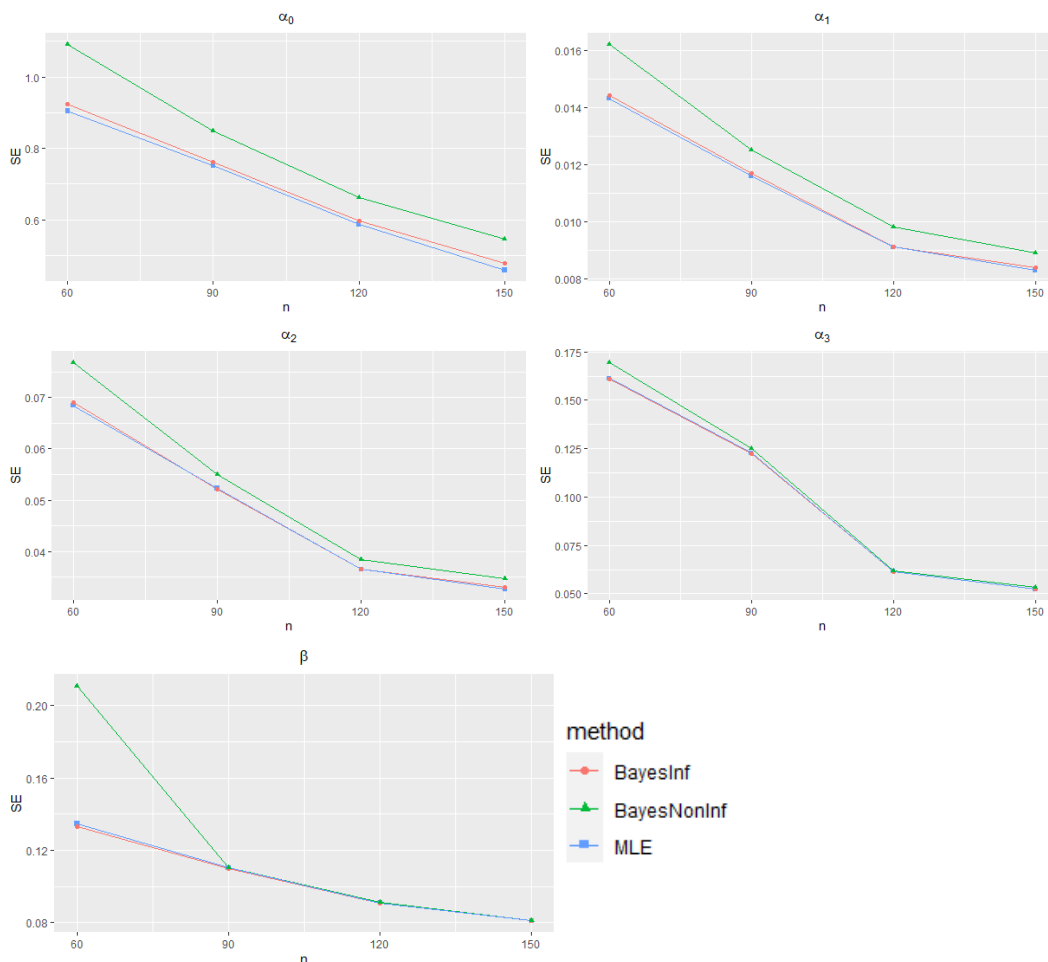 α0
SE
1.0
0.8
0.6
60
90
120
150
n
α1
SE
0.016
0.014
0.012
0.010
0.008
60
90
120
150
n
α2
SE
0.07
0.06
0.05
0.04
60
90
120
150
n
α3
SE
0.175
0.150
0.125
0.100
0.075
0.050
60
90
120
150
n
β
SE
0.20
0.16
0.12
0.08
60
90
120
150
n
method
BayesInf
BayesNonInf
MLE